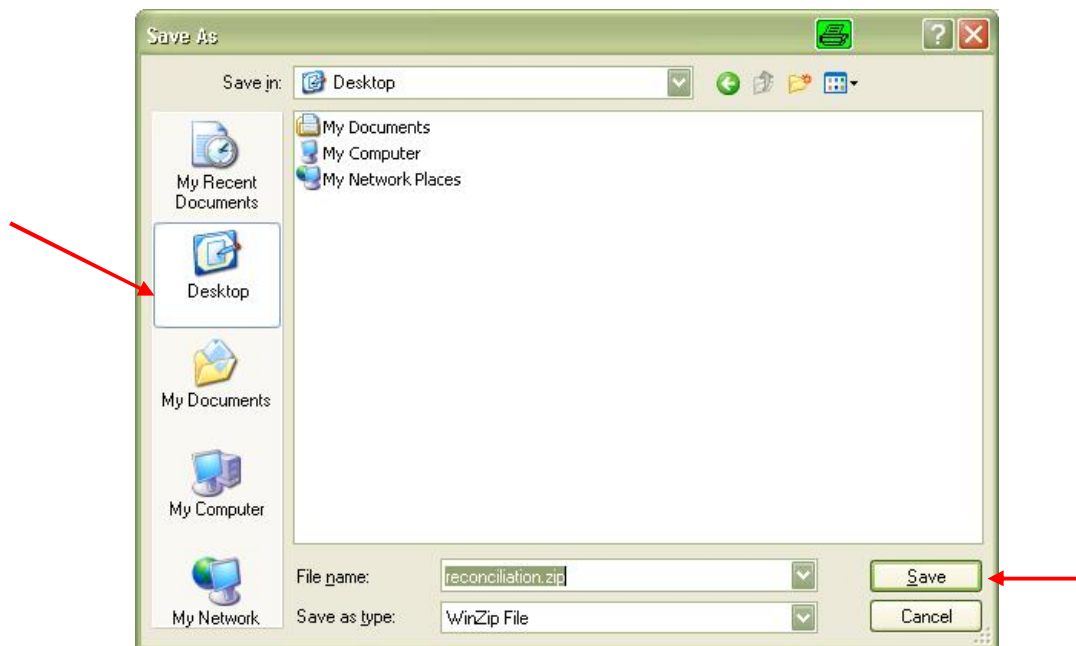 Save As
Save in:
Desktop
My Documents
My Computer
My Network Places
My Recent
Documents
Desktop
My Documents
My Computer
My Network
File name:
reconciliation.zip
Save
Save as type:
WinZip File
Cancel